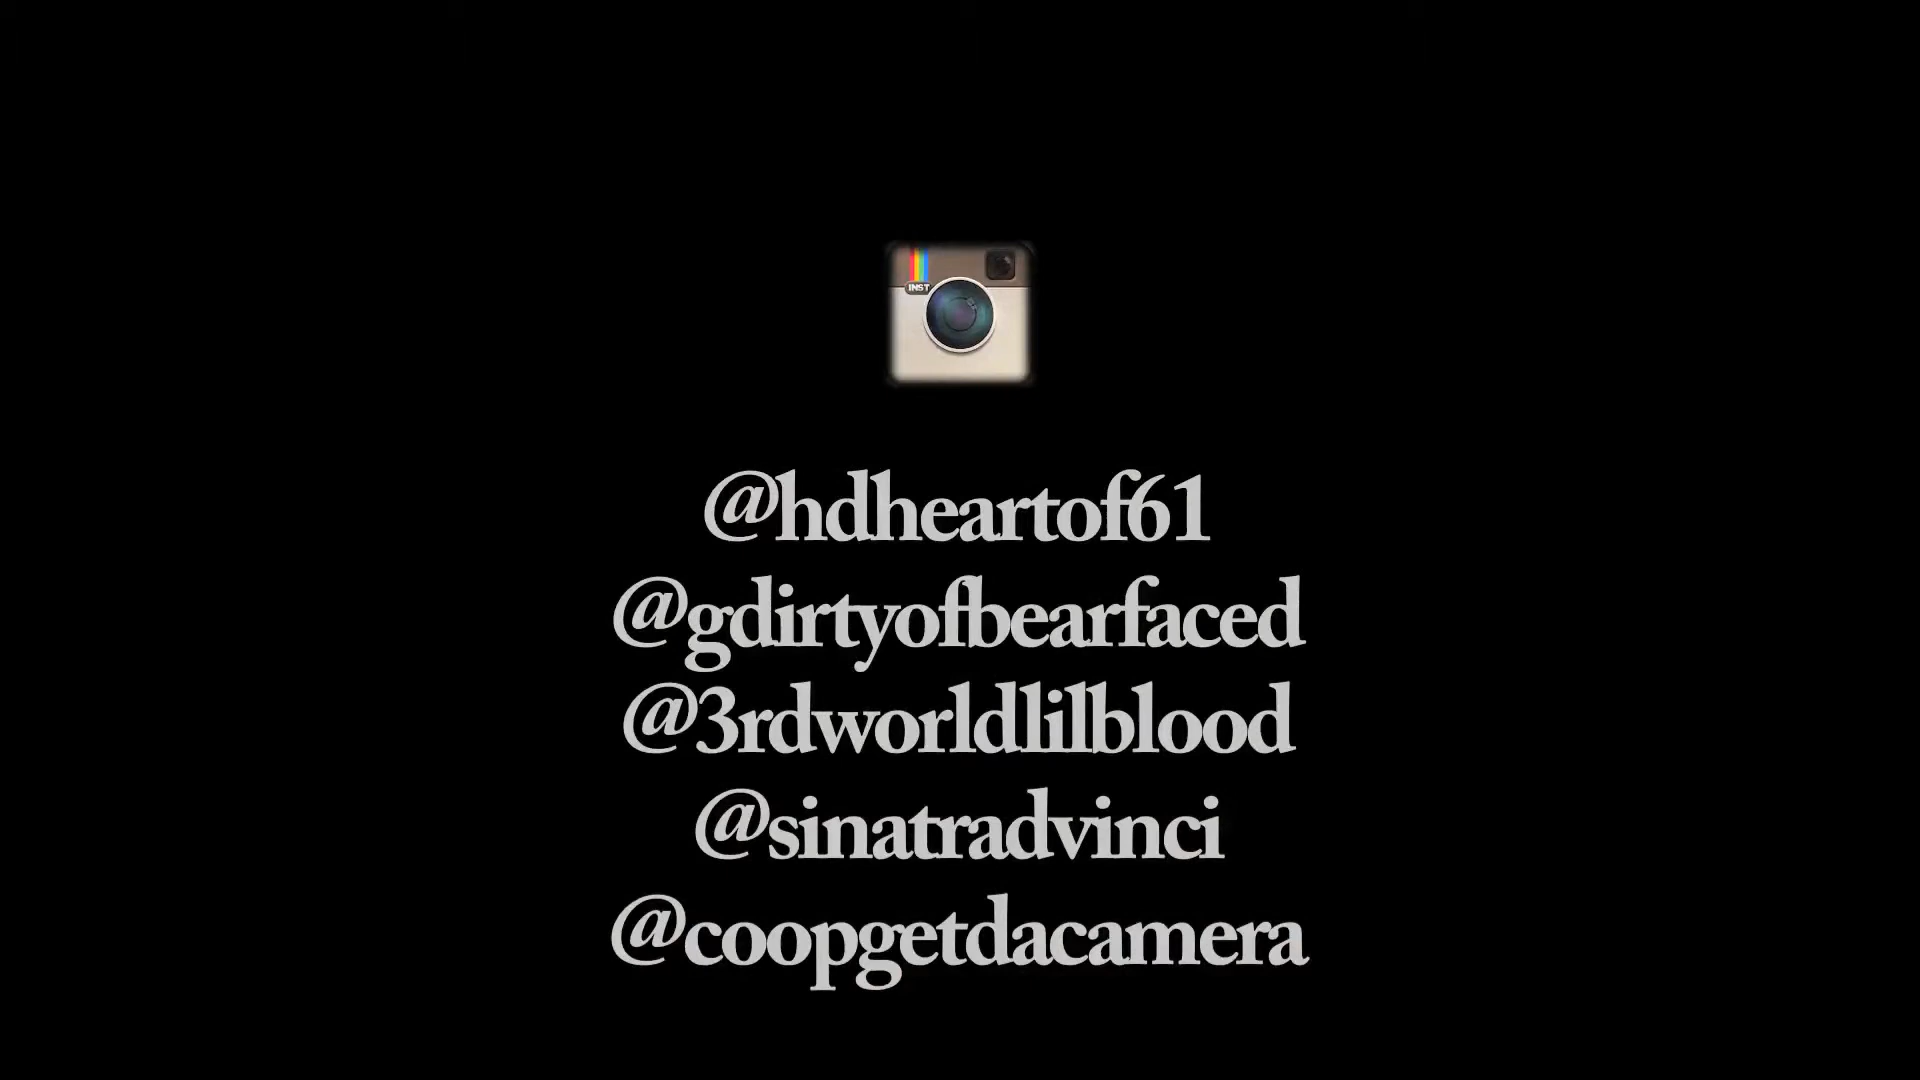 INST
@hdheartof61
@gdirtyofbearfaced
@3rdworldlilblood
@sinatradvinci
@coopgetdacamera